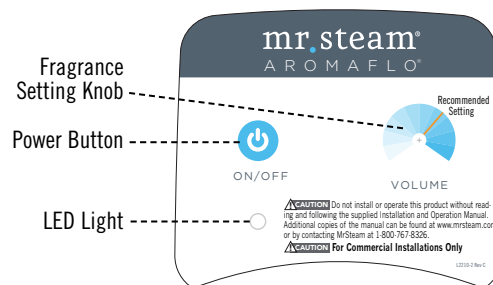 mr.steam®
AROMAFLO®
Fragrance
Setting Knob
Recommended
Setting
Power Button
ON/OFF
VOLUME
LED Light
CAUTION Do not install or operate this product without read-
ing and following the supplied Installation and Operation Manual.
Additional copies of the manual can be found at www.mrsteam.com
or by contacting MrSteam at 1-800-767-8326.
CAUTION For Commercial Installations Only
L2210-2 Rev C